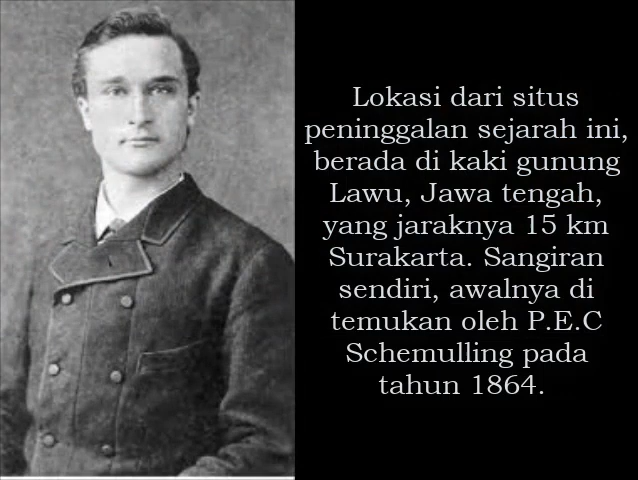 Lokasi dari situs
peninggalan sejarah ini,
berada di kaki gunung
Lawu, Jawa tengah,
yang jaraknya 15 km
Surakarta. Sangiran
sendiri, awalnya di
temukan oleh P.E.C
Schemulling pada
tahun 1864.